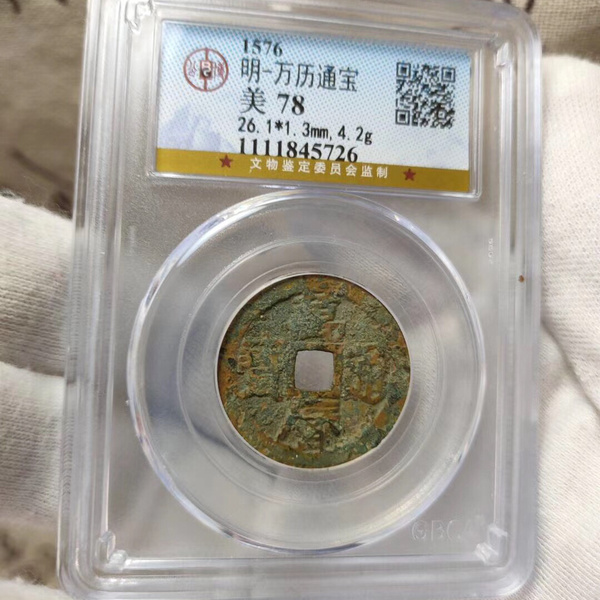 1576
明-万历通宝
美 78
26.1*1.3mm, 4.2g
1111845726
文物鉴定委员会监制